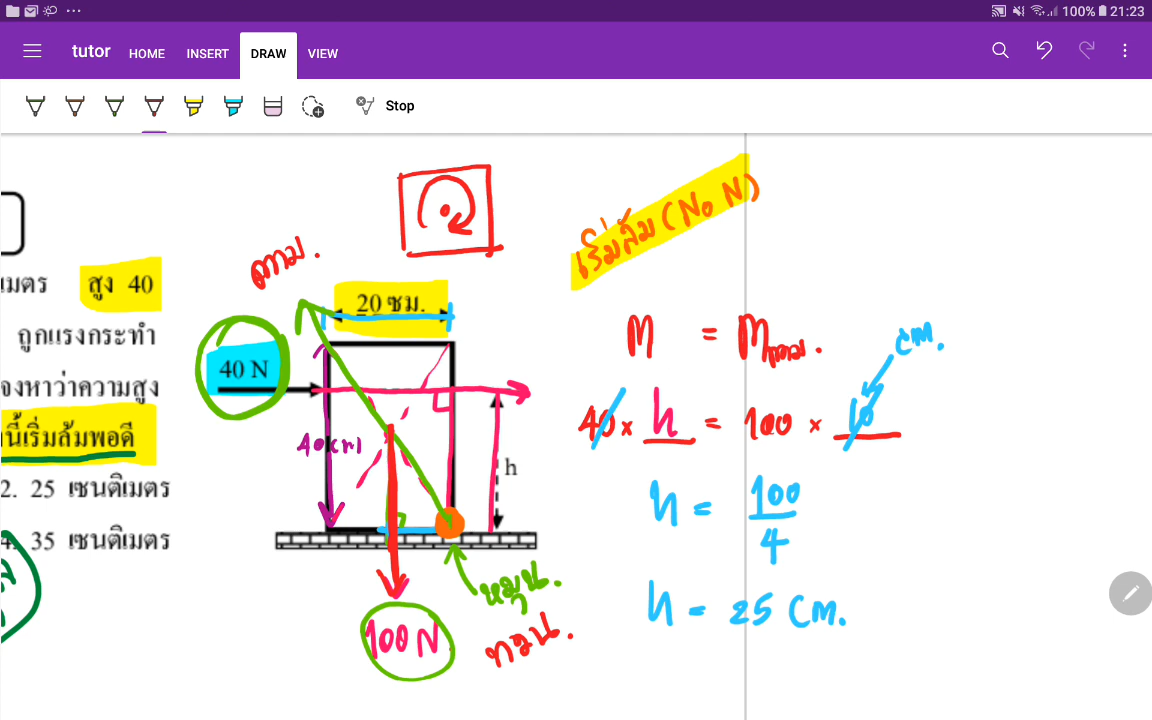 100% 21:23
tutor HOME INSERT DRAW VIEW
Stop
เริ่มล้ม (No N)
ตาม.
เมตร สูง 40
20 ซม.
ถูกแรงกระทำ
M = Mทวน.
cm.
40 N
องหาว่าความสูง
40 × h = 100 × 10
นี้เริ่มล้มพอดี
40 cm
h
2. 25 เซนติเมตร
h = 100
4
4. 35 เซนติเมตร
หมุน.
h = 25 cm.
100 N
ทวน.